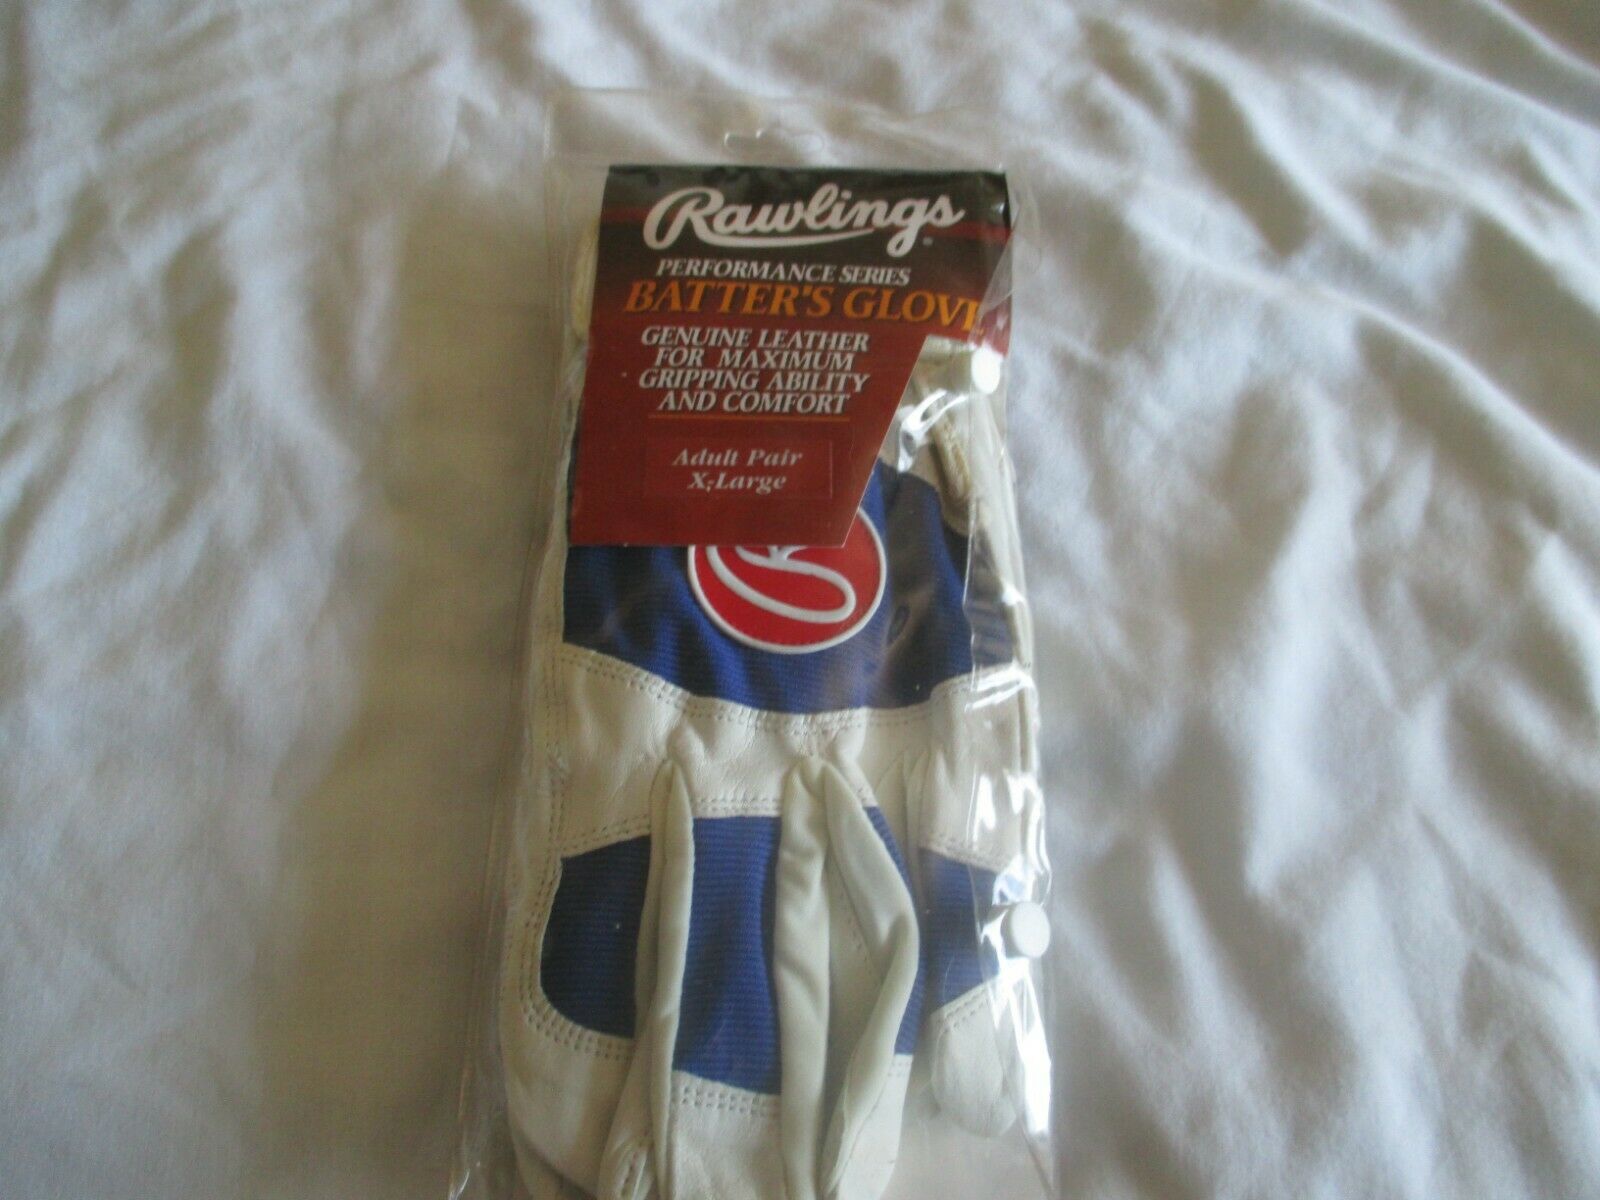 Rawlings
PERFORMANCE SERIES
BATTER'S GLOVE
GENUINE LEATHER
FOR MAXIMUM
GRIPPING ABILITY
AND COMFORT
Adult Pair
X-Large